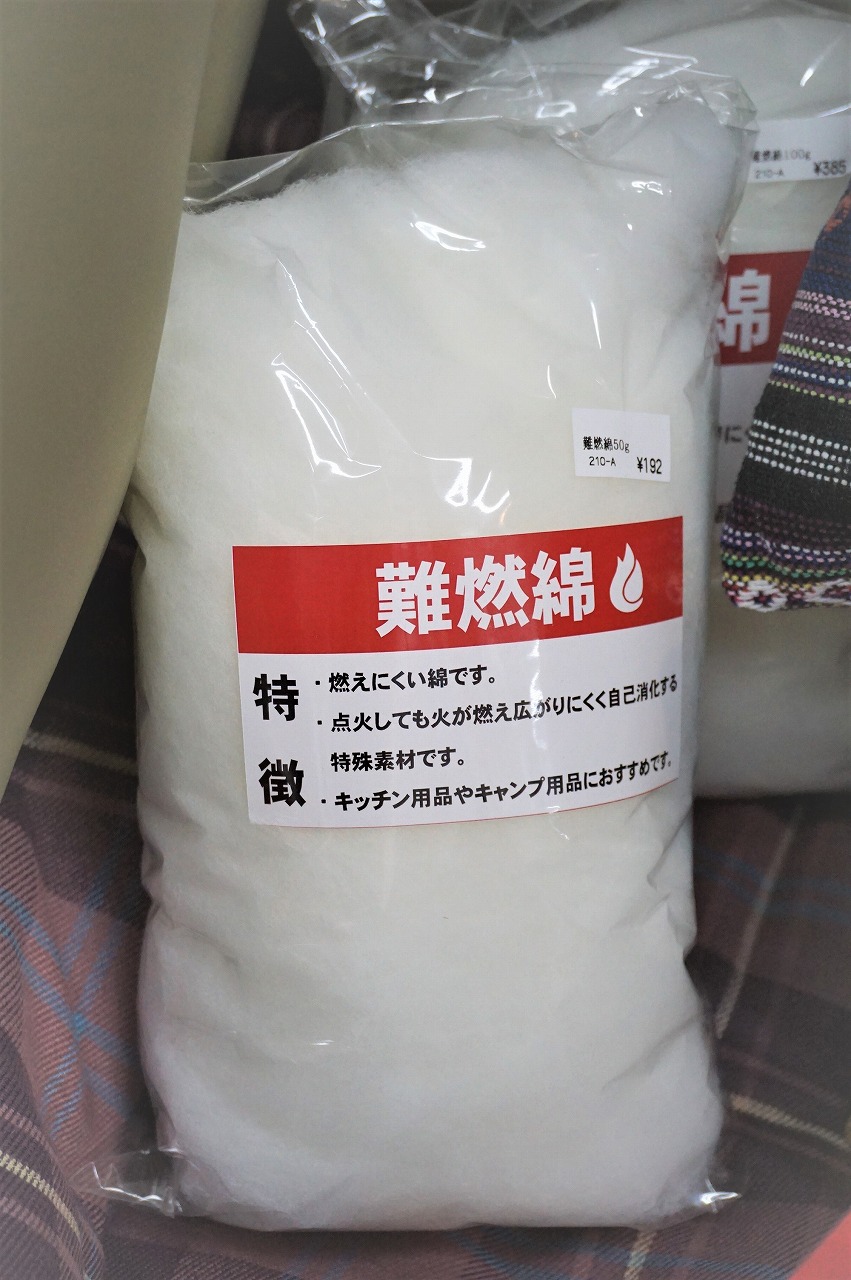 難燃綿100g
210-A ¥385
綿
難燃綿50g
210-A ¥192
難燃綿
特徴
・燃えにくい綿です。
・点火しても火が燃え広がりにくく自己消化する
特殊素材です。
・キッチン用品やキャンプ用品におすすめです。